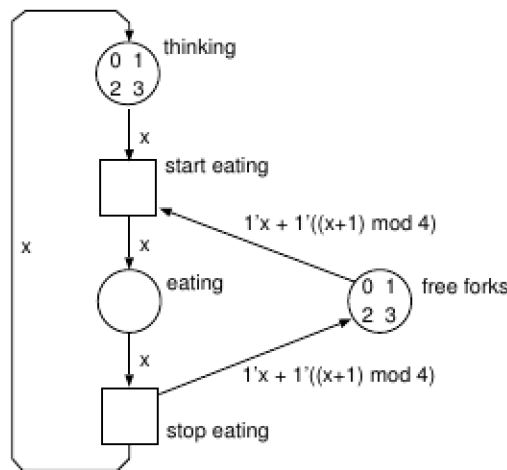 thinking
0 1
2 3
x
start eating
1'x + 1'((x+1) mod 4)
x
x
eating
0 1
2 3
free forks
x
1'x + 1'((x+1) mod 4)
stop eating